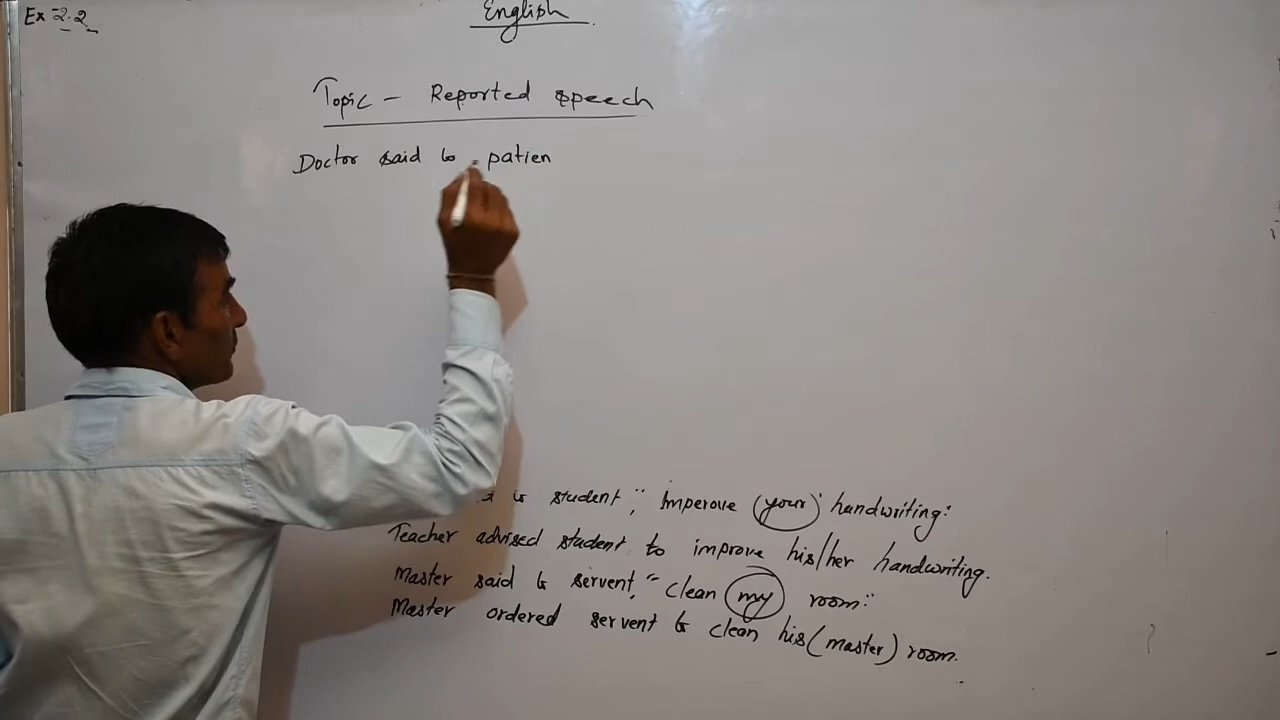 Ex 2.2
English
Topic - Reported speech
Doctor said to patien
to student ", Imperove (your)" handwriting:"
Teacher advised student to improve his/her handwriting.
Master said to servent, "clean my room:"
Master ordered servent to clean his (master) room.